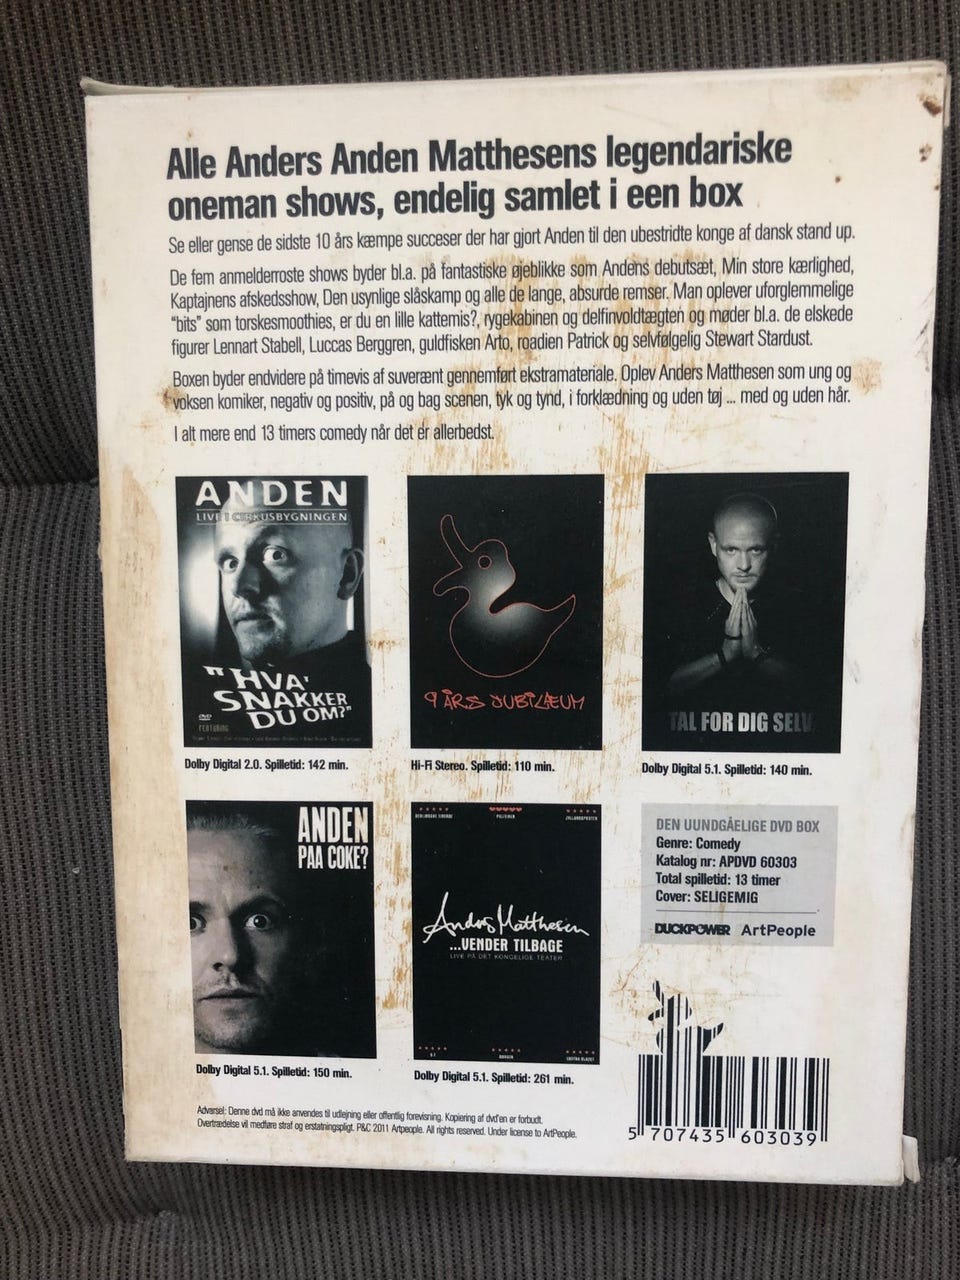 Alle Anders Anden Matthesens legendariske
oneman shows, endelig samlet i een box
Se eller gense de sidste 10 års kæmpe succeser der har gjort Anden til den ubestridte konge af dansk stand up.
De fem anmelderroste shows byder bl.a. på fantastiske øjeblikke som Andens debutsæt, Min store kærlighed,
Kaptajnens afskedsshow, Den usynlige slåskamp og alle de lange, absurde remser. Man oplever uforglemmelige
"bits" som torskesmoothies, er du en lille kattemis?, rygekabinen og delfinvoldtægten og møder bl.a. de elskede
figurer Lennart Stabell, Luccas Berggren, guldfisken Arto, roadien Patrick og selvfølgelig Stewart Stardust.
Boxen byder endvidere på timevis af suverænt gennemført ekstramateriale. Oplev Anders Matthesen som ung og
voksen komiker, negativ og positiv, på og bag scenen, tyk og tynd, i forklædning og uden tøj ... med og uden hår.
I alt mere end 13 timers comedy når det er allerbedst.
ANDEN
LIVE I CIRKUSBYGNINGEN
"HVA'
SNAKKER
DU OM?"
DVD
FEATURING
Dolby Digital 2.0. Spilletid: 142 min.
9 ÅRS JUBILÆUM
Hi-Fi Stereo. Spilletid: 110 min.
TAL FOR DIG SELV
Dolby Digital 5.1. Spilletid: 140 min.
ANDEN
PAA COKE?
Dolby Digital 5.1. Spilletid: 150 min.
BERLINGSKE TIDENDE
POLITIKEN
JYLLANDSPOSTEN
Anders Matthesen
...VENDER TILBAGE
LIVE PÅ DET KONGELIGE TEATER
B.T.
BØRSEN
EKSTRA BLADET
Dolby Digital 5.1. Spilletid: 261 min.
DEN UUNDGÅELIGE DVD BOX
Genre: Comedy
Katalog nr: APDVD 60303
Total spilletid: 13 timer
Cover: SELIGEMIG
DUCKPOWER ArtPeople
Advarsel: Denne dvd må ikke anvendes til udlejning eller offentlig forevisning. Kopiering af dvd'en er forbudt.
Overtrædelse vil medføre straf og erstatningspligt. P&C 2011 Artpeople. All rights reserved. Under license to ArtPeople.
5 707435 603039